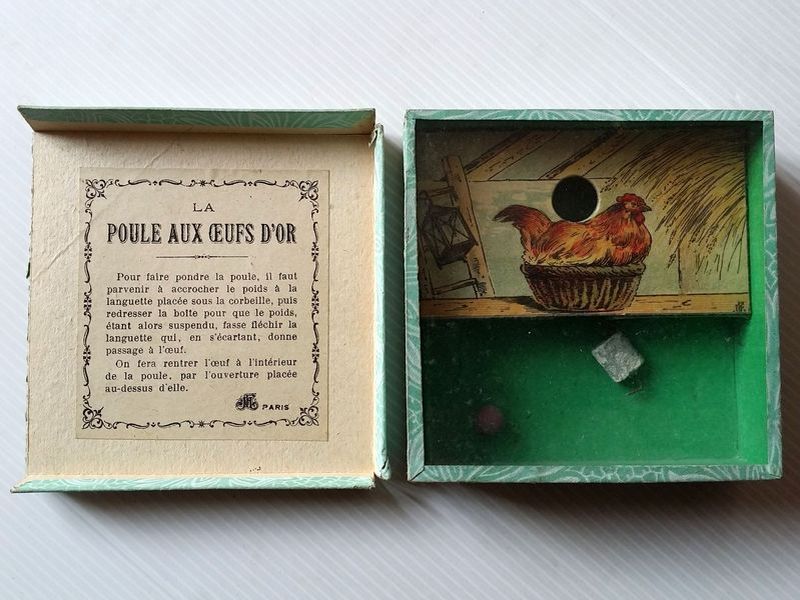 LA
POULE AUX ŒUFS D'OR
Pour faire pondre la poule, il faut
parvenir à accrocher le poids à la
languette placée sous la corbeille, puis
redresser la boîte pour que le poids,
étant alors suspendu, fasse fléchir la
languette qui, en s'écartant, donne
passage à l'œuf.
On fera rentrer l'œuf à l'intérieur
de la poule, par l'ouverture placée
au-dessus d'elle.
PARIS